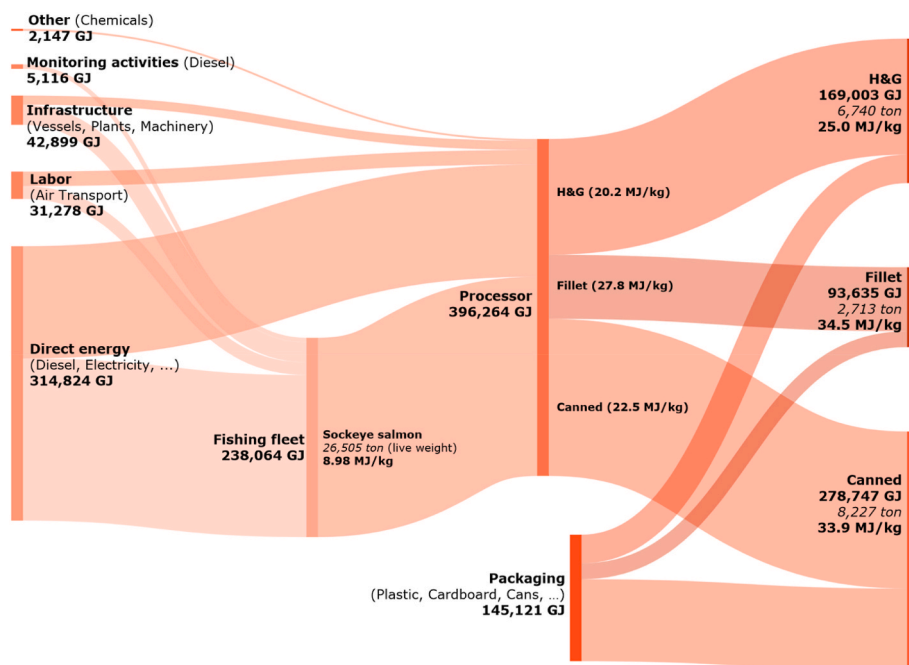 Other (Chemicals)
2,147 GJ
Monitoring activities (Diesel)
5,116 GJ
Infrastructure
(Vessels, Plants, Machinery)
42,899 GJ
Labor
(Air Transport)
31,278 GJ
Direct energy
(Diesel, Electricity, ...)
314,824 GJ
Fishing fleet
238,064 GJ
Sockeye salmon
26,505 ton (live weight)
8.98 MJ/kg
Processor
396,264 GJ
H&G (20.2 MJ/kg)
Fillet (27.8 MJ/kg)
Canned (22.5 MJ/kg)
Packaging
(Plastic, Cardboard, Cans, ...)
145,121 GJ
H&G
169,003 GJ
6,740 ton
25.0 MJ/kg
Fillet
93,635 GJ
2,713 ton
34.5 MJ/kg
Canned
278,747 GJ
8,227 ton
33.9 MJ/kg